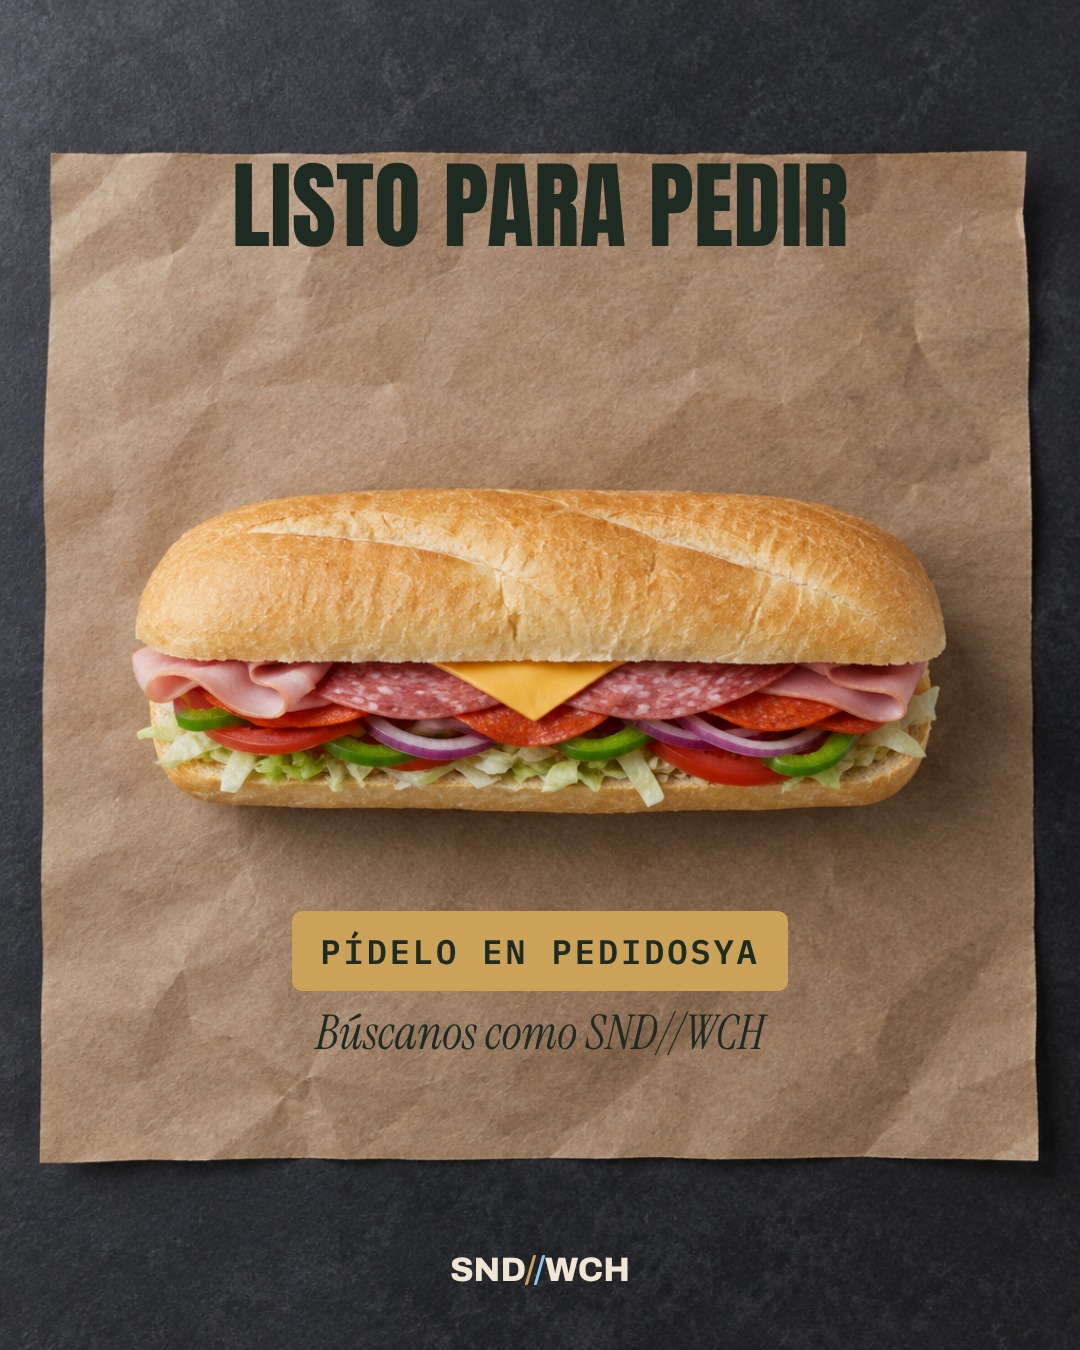 LISTO PARA PEDIR
PÍDELO EN PEDIDOSYA
Búscanos como SND//WCH
SND//WCH